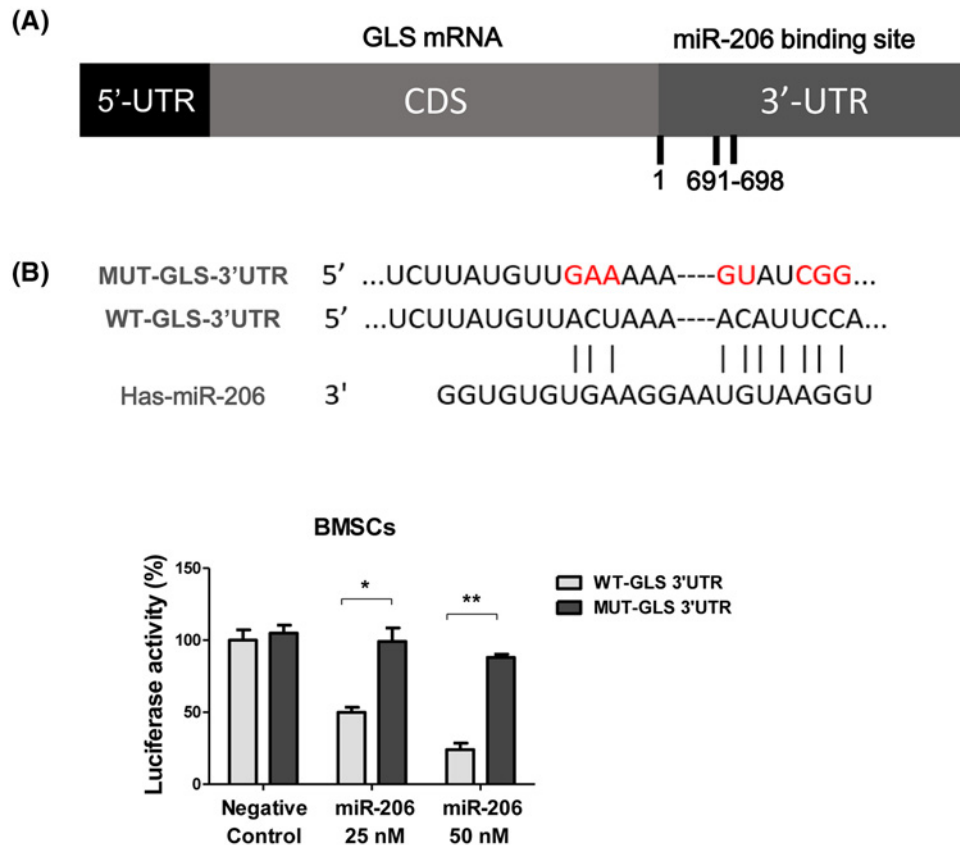 (A)
GLS mRNA miR-206 binding site
5’-UTR CDS 3’-UTR
1 691-698
(B)
MUT-GLS-3’UTR 5’ ...UCUUAUGUUGAAAAA----GUAUCGG...
WT-GLS-3’UTR 5’ ...UCUUAUGUUACUAAA----ACAUUCCA...
Has-miR-206 3' GGUGUGUGAAGGAAUGUAAGGU
BMSCs
Luciferase activity (%)
150
100
50
0
* **
WT-GLS 3'UTR
MUT-GLS 3'UTR
Negative Control
miR-206 25 nM
miR-206 50 nM